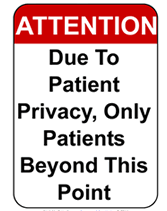 ATTENTION
Due To
Patient
Privacy, Only
Patients
Beyond This
Point